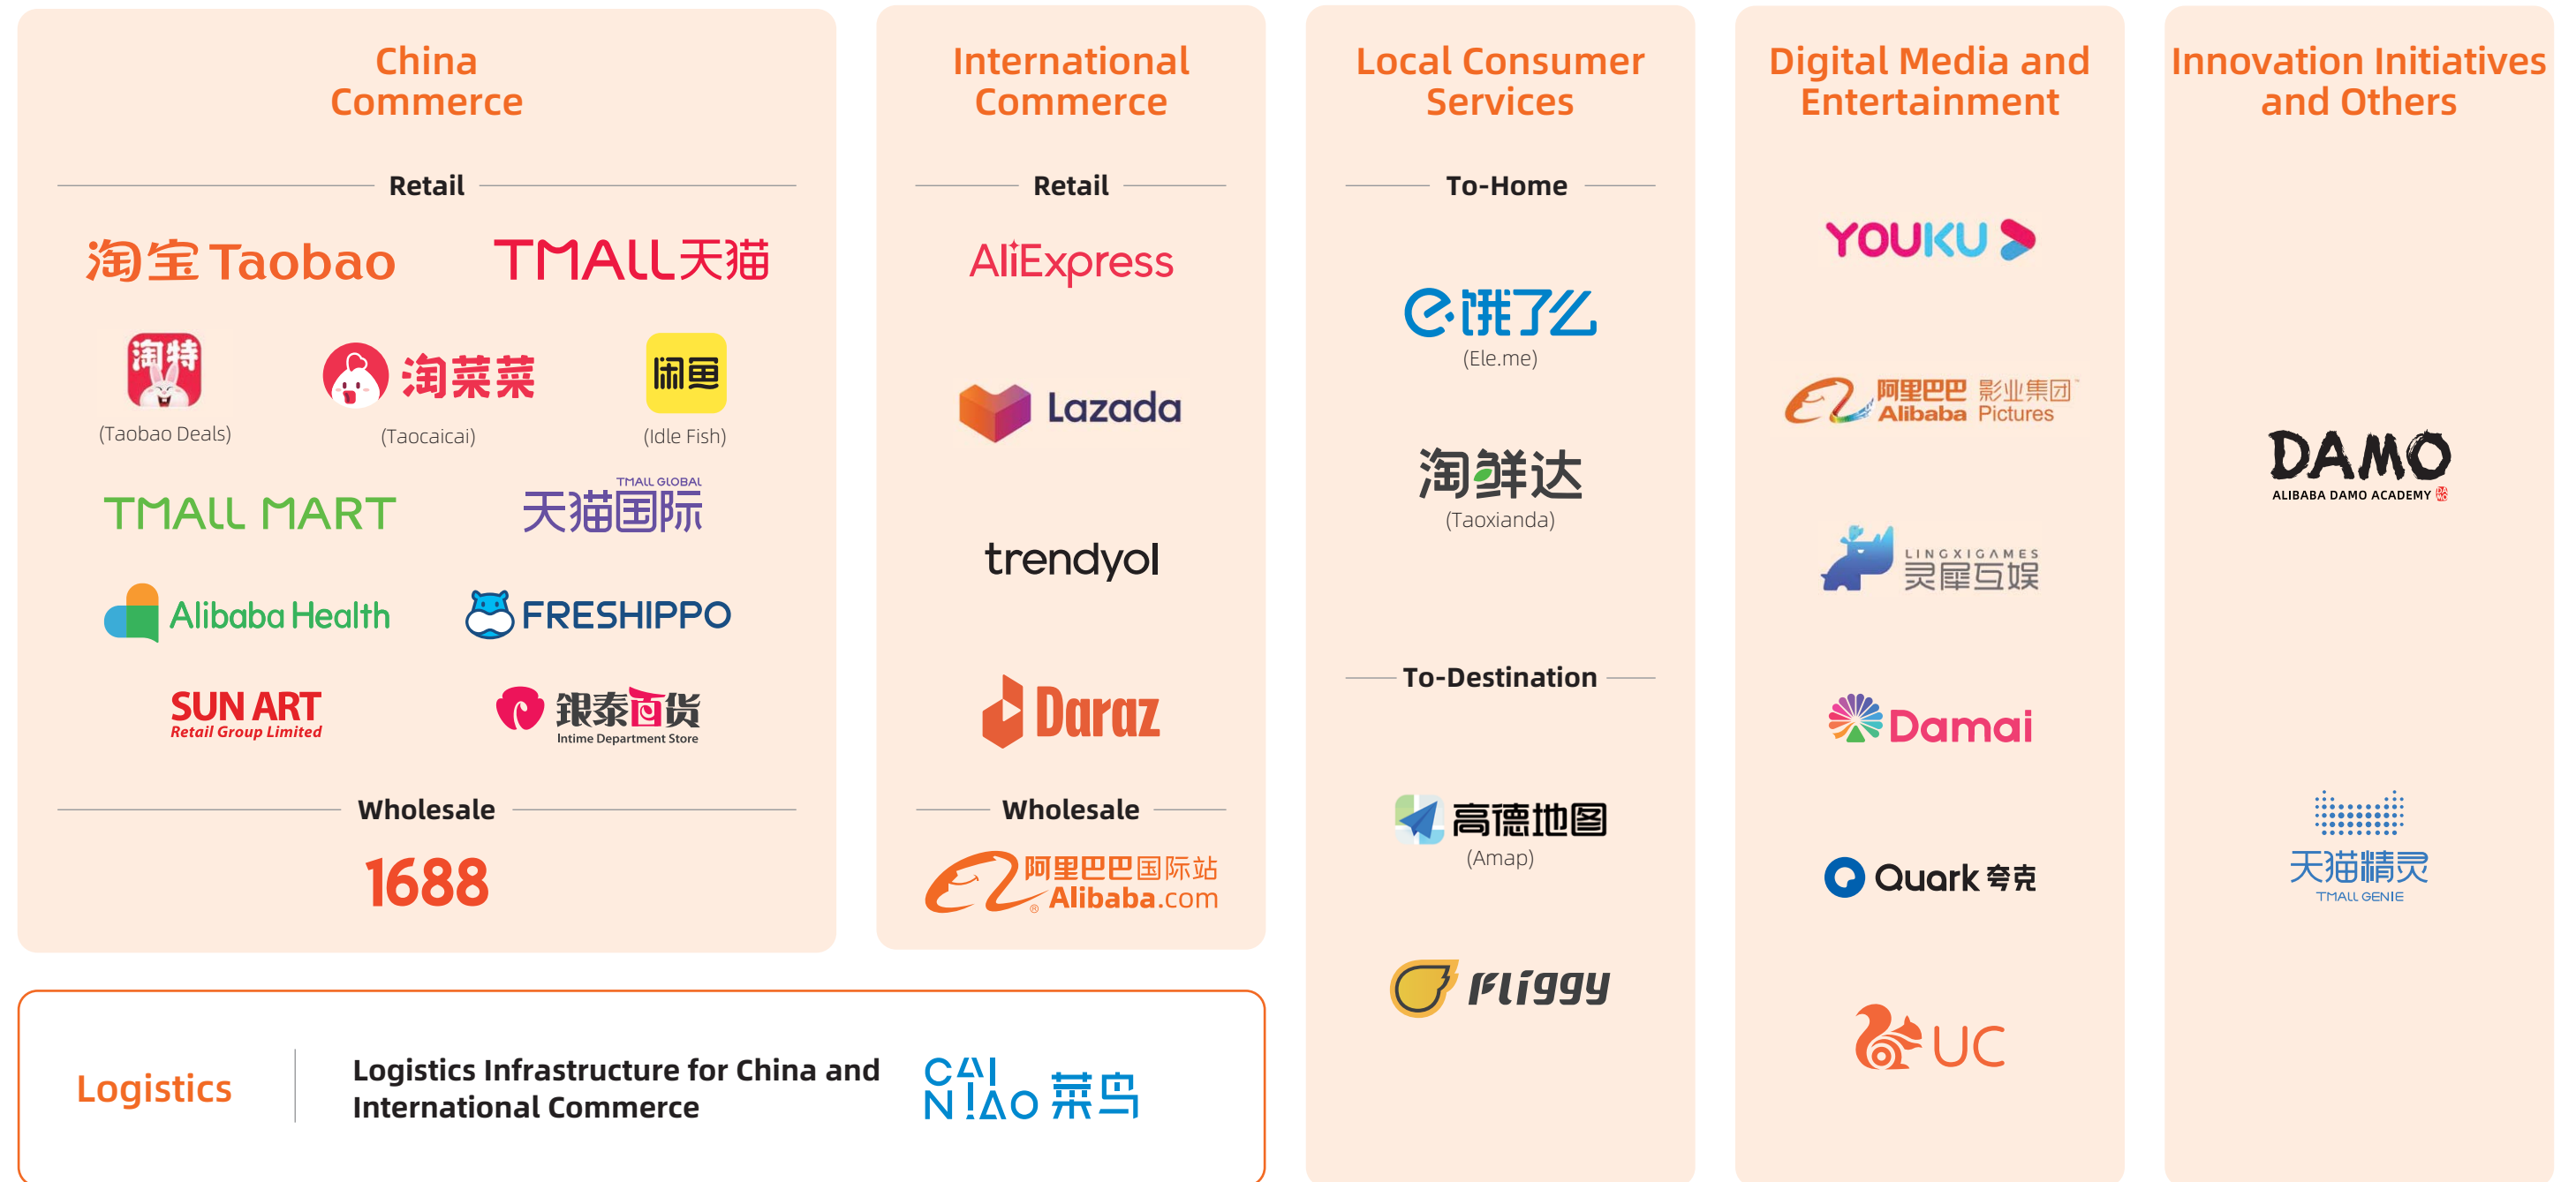 China
Commerce
Retail
淘宝 Taobao
TMALL天猫
淘特
(Taobao Deals)
淘菜菜
(Taocaicai)
闲鱼
(Idle Fish)
TMALL MART
TMALL GLOBAL
天猫国际
Alibaba Health
FRESHIPPO
SUN ART
Retail Group Limited
银泰百货
Intime Department Store
Wholesale
1688
International
Commerce
Retail
AliExpress
Lazada
trendyol
Daraz
Wholesale
阿里巴巴国际站
® Alibaba.com
Local Consumer
Services
To-Home
饿了么
(Ele.me)
淘鲜达
(Taoxianda)
To-Destination
高德地图
(Amap)
Fliggy
Digital Media and
Entertainment
YOUKU
阿里巴巴 影业集团™
Alibaba Pictures
LINGXIGAMES
灵犀互娱
Damai
Quark 夸克
UC
Innovation Initiatives
and Others
DAMO
ALIBABA DAMO ACADEMY
天猫精灵
TMALL GENIE
Logistics
Logistics Infrastructure for China and
International Commerce
CAI
NIAO 菜鸟